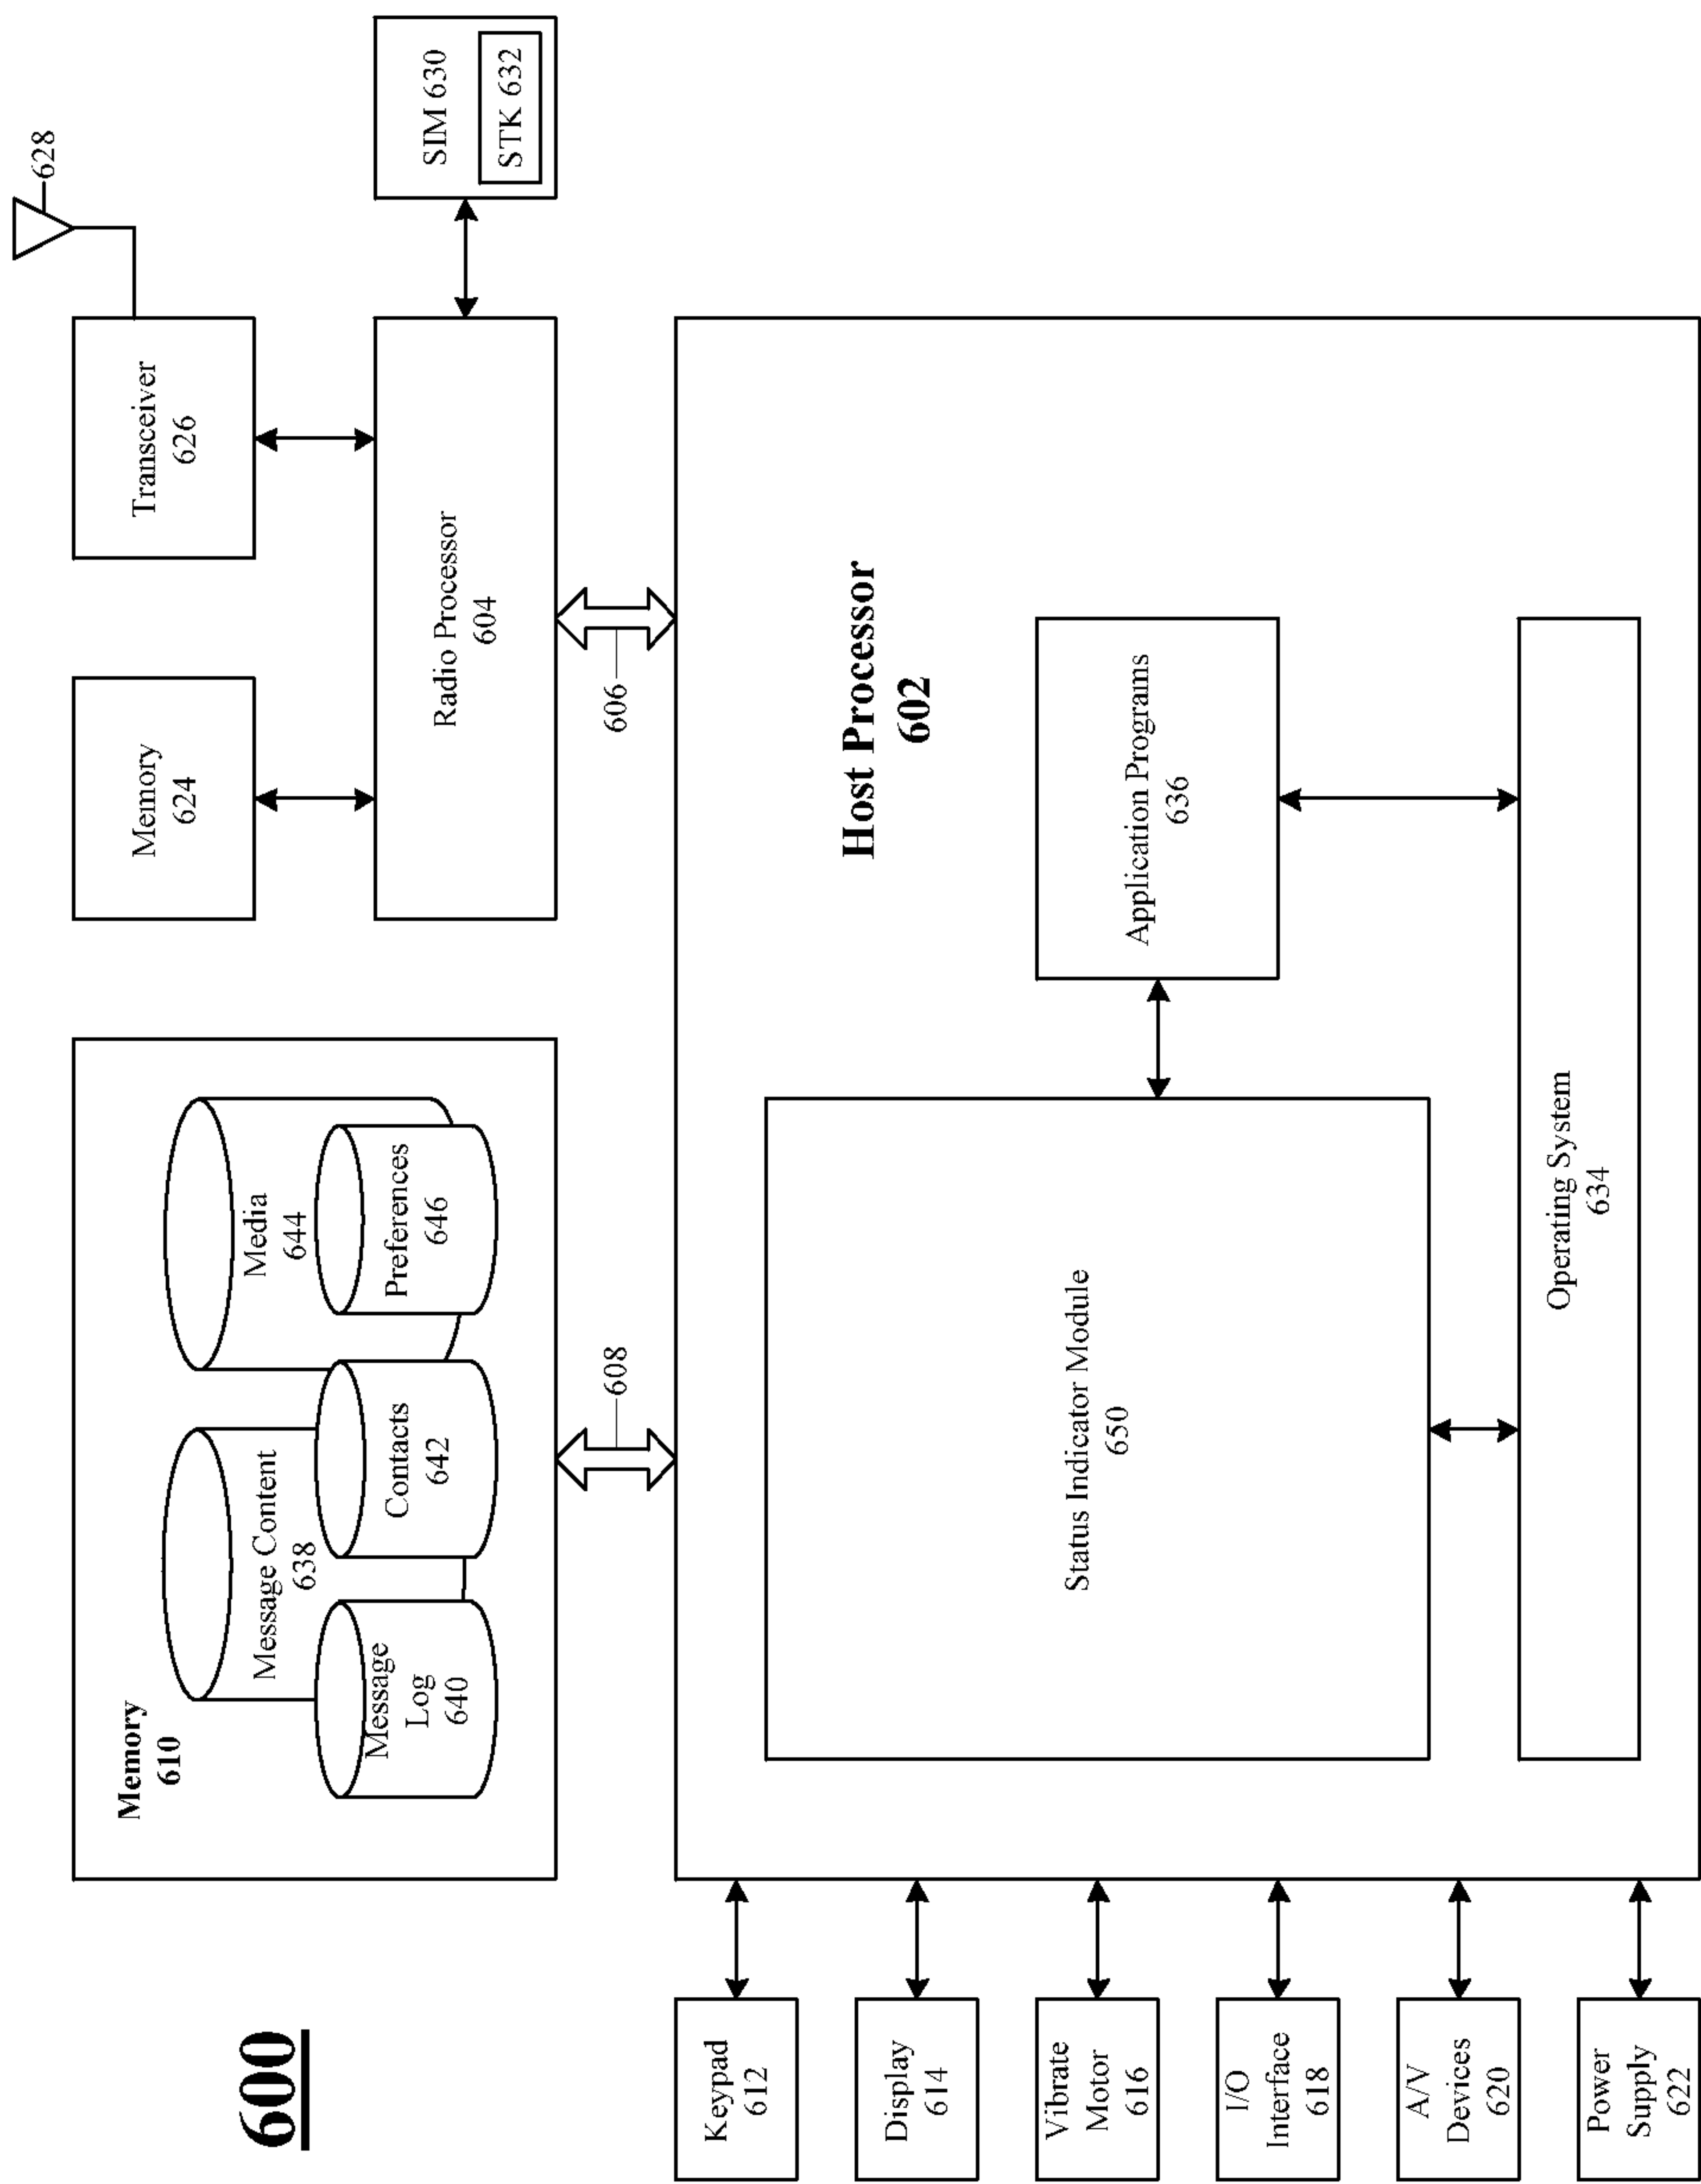 600
Memory
610
Message Content
638
Media
644
Message
Log
640
Contacts
642
Preferences
646
Memory
624
Transceiver
626
628
Radio Processor
604
SIM 630
STK 632
608
606
Keypad
612
Display
614
Vibrate
Motor
616
I/O
Interface
618
A/V
Devices
620
Power
Supply
622
Host Processor
602
Status Indicator Module
650
Application Programs
636
Operating System
634